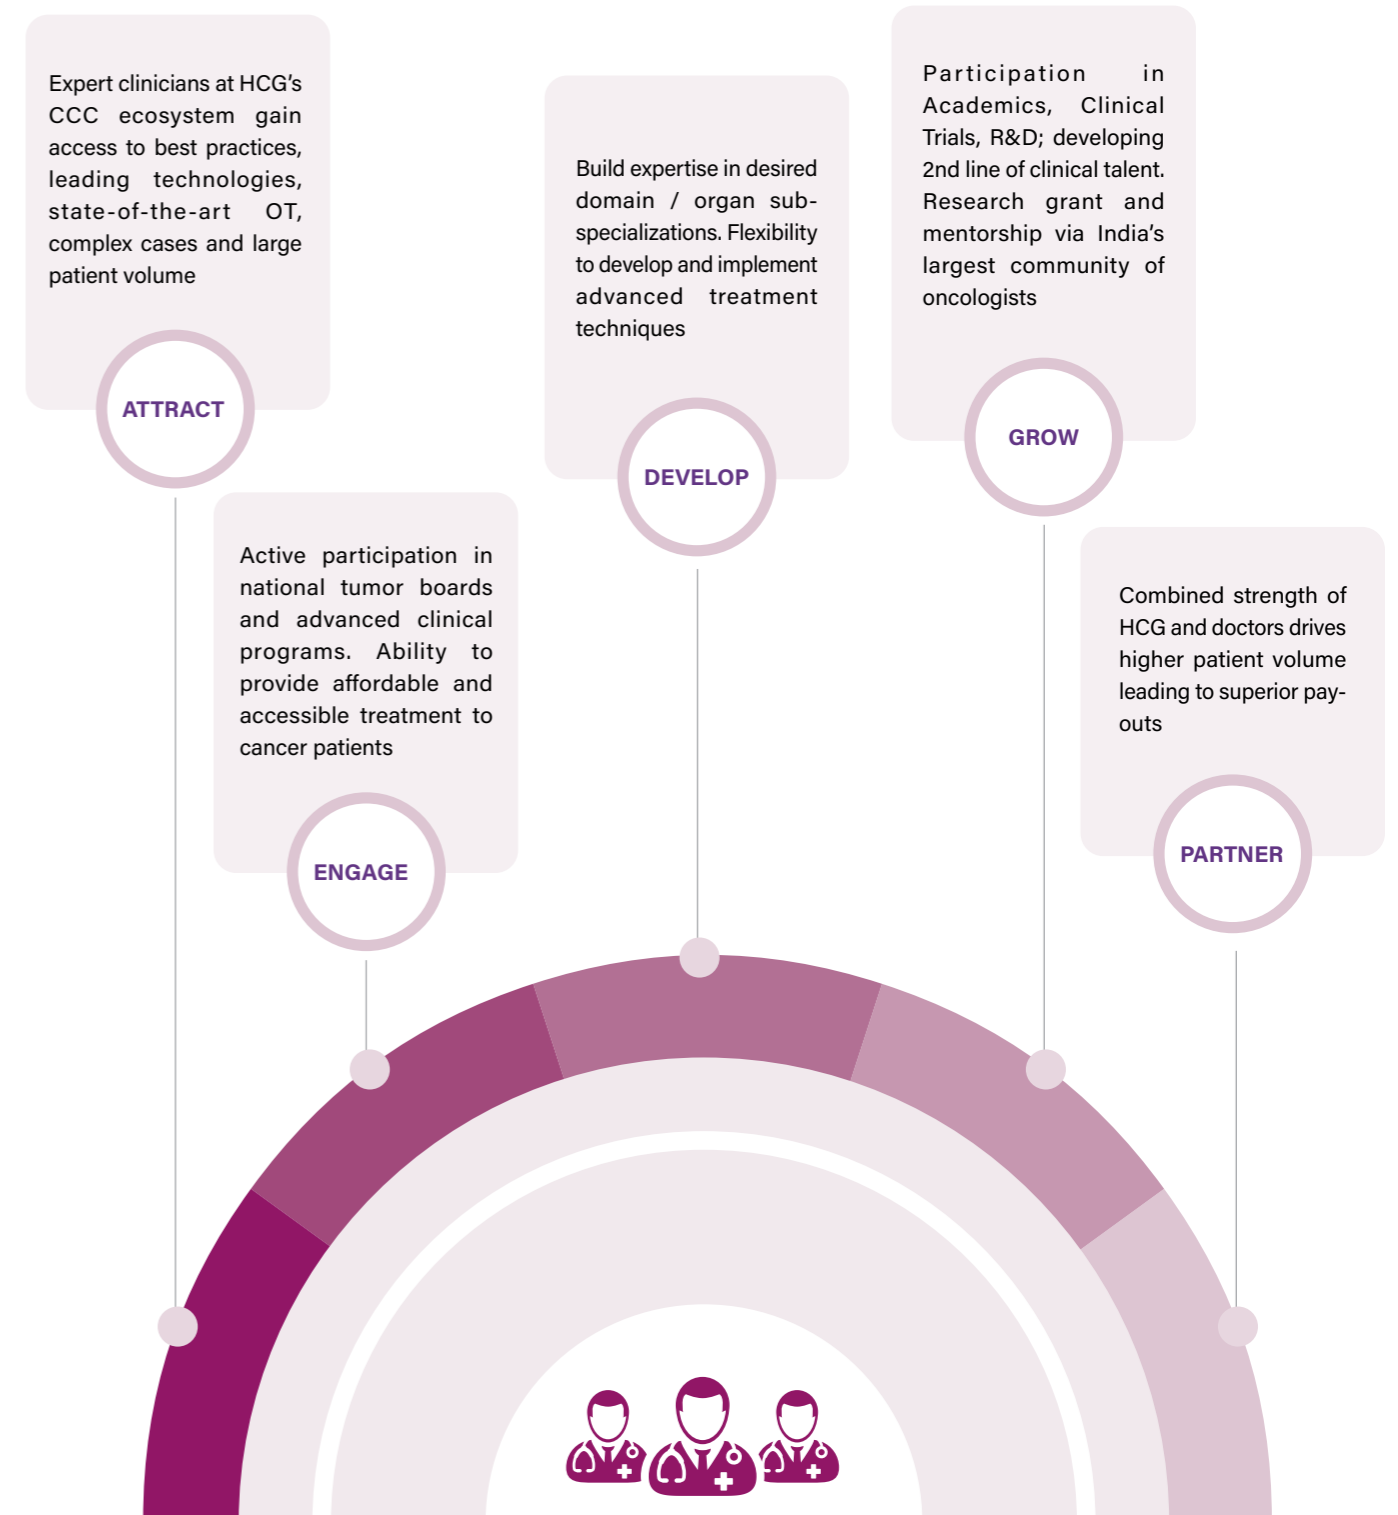 Expert clinicians at HCG's
CCC ecosystem gain
access to best practices,
leading technologies,
state-of-the-art OT,
complex cases and large
patient volume
ATTRACT
Active participation in
national tumor boards
and advanced clinical
programs. Ability to
provide affordable and
accessible treatment to
cancer patients
ENGAGE
Build expertise in desired
domain / organ sub-
specializations. Flexibility
to develop and implement
advanced treatment
techniques
DEVELOP
Participation in
Academics, Clinical
Trials, R&D; developing
2nd line of clinical talent.
Research grant and
mentorship via India's
largest community of
oncologists
GROW
Combined strength of
HCG and doctors drives
higher patient volume
leading to superior pay-
outs
PARTNER